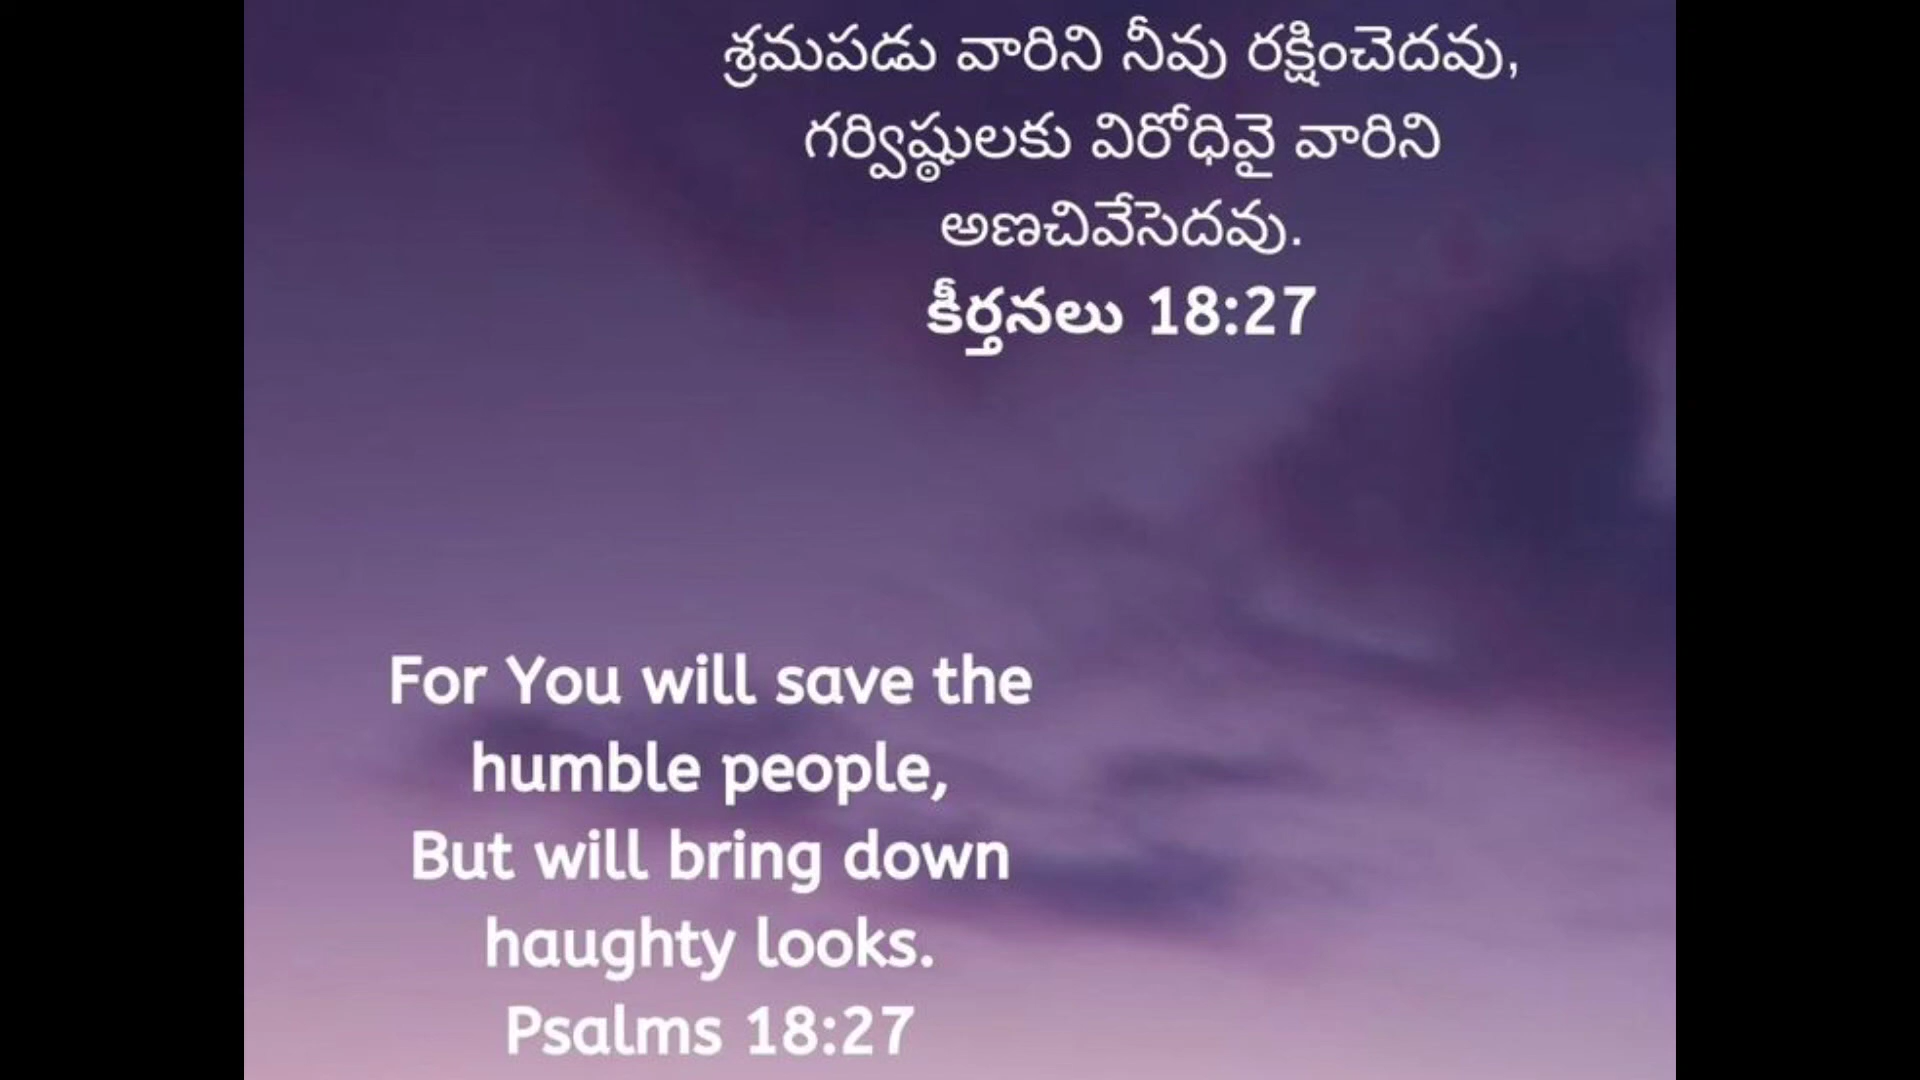 శ్రమపడు వారిని నీవు రక్షించెదవు,
గర్విష్ఠులకు విరోధివై వారిని
అణచివేసెదవు.
కీర్తనలు 18:27
For You will save the
humble people,
But will bring down
haughty looks.
Psalms 18:27